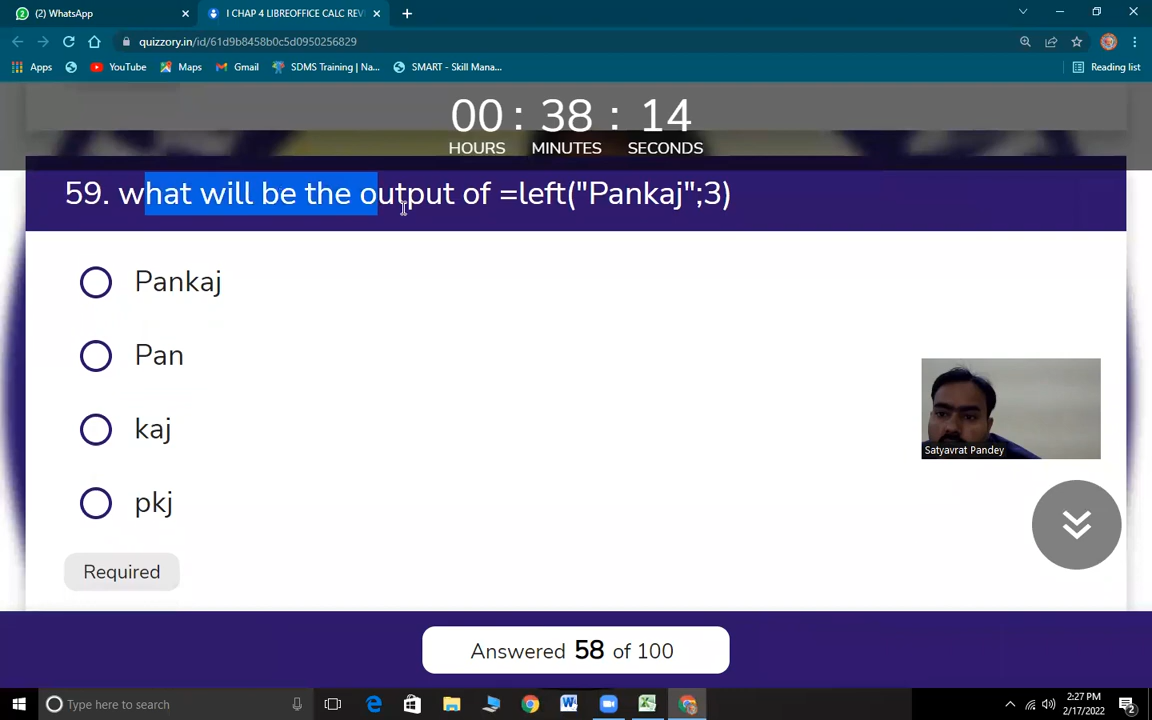 (2) WhatsApp
I CHAP 4 LIBREOFFICE CALC REV
quizzory.in/id/61d9b8458b0c5d0950256829
Apps
YouTube
Maps
Gmail
SDMS Training | Na...
SMART - Skill Mana...
Reading list
00 : 38 : 14
HOURS MINUTES SECONDS
59. what will be the output of =left("Pankaj";3)
Pankaj
Pan
kaj
pkj
Satyavrat Pandey
Required
Answered 58 of 100
Type here to search
2:27 PM
2/17/2022
2